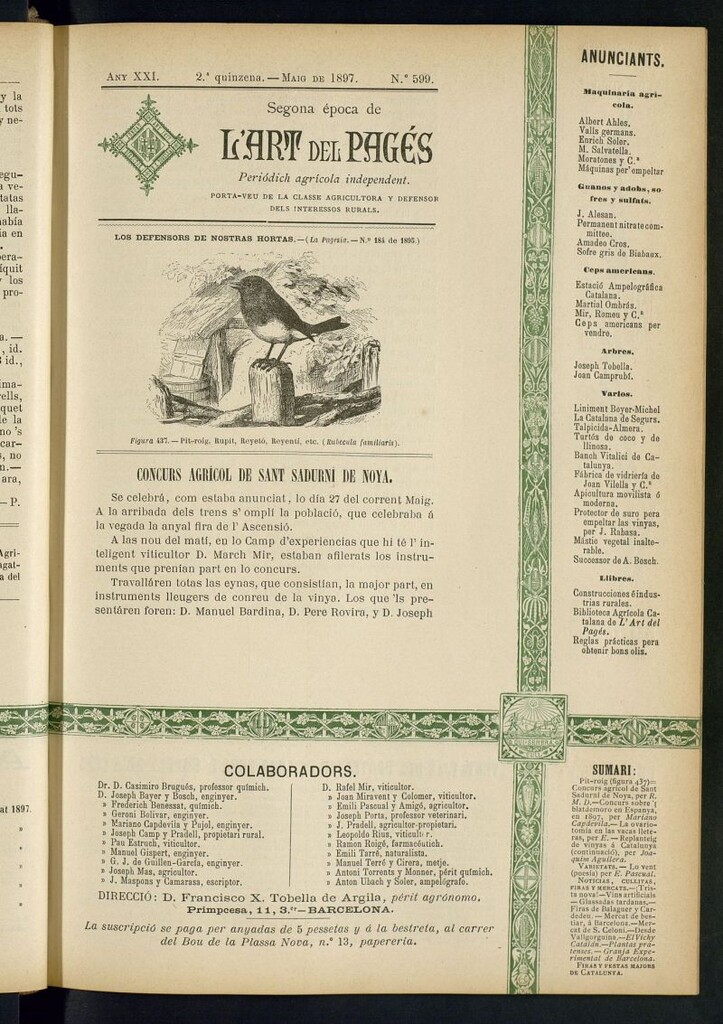 ANY XXI. 2.ª quinzena.—MAIG DE 1897. N.º 599.
Segona época de
L'ART DEL PAGÉS
Periódich agrícola independent.
PORTA-VEU DE LA CLASSE AGRICULTORA Y DEFENSOR
DELS INTERESSOS RURALS.
LOS DEFENSORS DE NOSTRAS HORTAS.—(La Pagesia.—N.º 184 de 1895.)
Figura 437.—Pit-roig, Rupit, Reyetó, Reyentí, etc. (Rubecula familiaris).
CONCURS AGRÍCOL DE SANT SADURNÍ DE NOYA.
Se celebrá, com estaba anunciat, lo día 27 del corrent Maig.
A la arribada dels trens s' omplí la població, que celebraba á
la vegada la anyal fira de l' Ascensió.
A las nou del matí, en lo Camp d'experiencias que hi té l' in-
teligent viticultor D. March Mir, estaban afilerats los instru-
ments que prenían part en lo concurs.
Travalláren totas las eynas, que consistían, la major part, en
instruments lleugers de conreu de la vinya. Los que 'ls pre-
sentáren foren: D. Manuel Bardina, D. Pere Rovira, y D. Joseph
ANUNCIANTS.
Maquinaria agrí-
cola.
Albert Ahles.
Valls germans.
Enrich Soler.
M. Salvatella.
Moratones y C.ª
Máquinas per' empeltar
Guanos y adobs, so-
fres y sulfats.
J. Alesan.
Permanent nitrate com-
mittee.
Amadeo Cros.
Sofre gris de Biabaux.
Ceps americans.
Estació Ampelográfica
Catalana.
Martial Ombrás.
Mir, Romeu y C.ª
Ceps americans per
vendre.
Arbres.
Joseph Tobella.
Joan Camprubí.
Varios.
Liniment Boyer-Michel
La Catalana de Segurs.
Talpicida-Almera.
Turtós de coco y de
llinosa.
Banch Vitalici de Ca-
talunya.
Fábrica de vidriería de
Joan Vilella y C.ª
Apicultura movilista ó
moderna.
Protector de suro pera
empeltar las vinyas,
per J. Rabasa.
Mástic vegetal inalte-
rable.
Successor de A. Bosch.
Llibres.
Construcciones é indus-
trias rurales.
Biblioteca Agrícola Ca-
talana de L'Art del
Pagés.
Reglas prácticas pera
obtenir bons olis.
COLABORADORS.
Dr. D. Casimiro Brugués, professor químich.
D. Joseph Bayer y Bosch, enginyer.
» Frederich Benessat, químich.
» Geroni Bolivar, enginyer.
» Mariano Capdevila y Pujol, enginyer.
» Joseph Camp y Pradell, propietari rural.
» Pau Estruch, viticultor.
» Manuel Gispert, enginyer.
» G. J. de Guillen-García, enginyer.
» Joseph Mas, agricultor.
» J. Maspons y Camarasa, escriptor.
D. Rafel Mir, viticultor.
» Joan Miravent y Colomer, viticultor.
» Emili Pascual y Amigó, agricultor.
» Joseph Porta, professor veterinari.
» J. Pradell, agricultor-propietari.
» Leopoldo Rius, viticultor.
» Ramon Roigé, farmacéutich.
» Emili Tarré, naturalista.
» Manuel Terré y Cirera, metje.
» Antoni Torrents y Monner, périt químich.
» Anton Ubach y Soler, ampelógrafo.
DIRECCIÓ: D. Francisco X. Tobella de Argila, périt agrónomo.
Princesa, 11, 3.er—BARCELONA.
La suscripció se paga per anyadas de 5 pessetas y á la bestreta, al carrer
del Bou de la Plassa Nova, n.º 13, papereria.
SUMARI:
Pit-roig (figura 437)=
Concurs agrícol de Sant
Sadurní de Noya, per R.
M. D.—Concurs sobre 'l
blatdemoro en Espanya,
en 1897, per Mariano
Capdevila.—La ovario-
tomía en las vacas llete-
ras, per E.—Replanteig
de vinyas á Catalunya
(continuació), per Joa-
quim Aguilera.
VARIETATS.—Lo vent
(poesía) per E. Pascual.
NOTICIAS, CULLITAS,
FIRAS Y MERCATS.—¡Tris-
ta nova!—Vins artificials
—Glassadas tardanas.—
Firas de Balaguer y Car-
dedeu.—Mercat de bes-
tiar, á Barcelona.—Mer-
cat de S. Celoni.—Desde
Vallgorguina.—El Vichy
Catalán.—Plantas pra-
tenses.—Granja Expe-
rimental de Barcelona.
FIRAS Y FESTAS MAJORS
DE CATALUNYA.